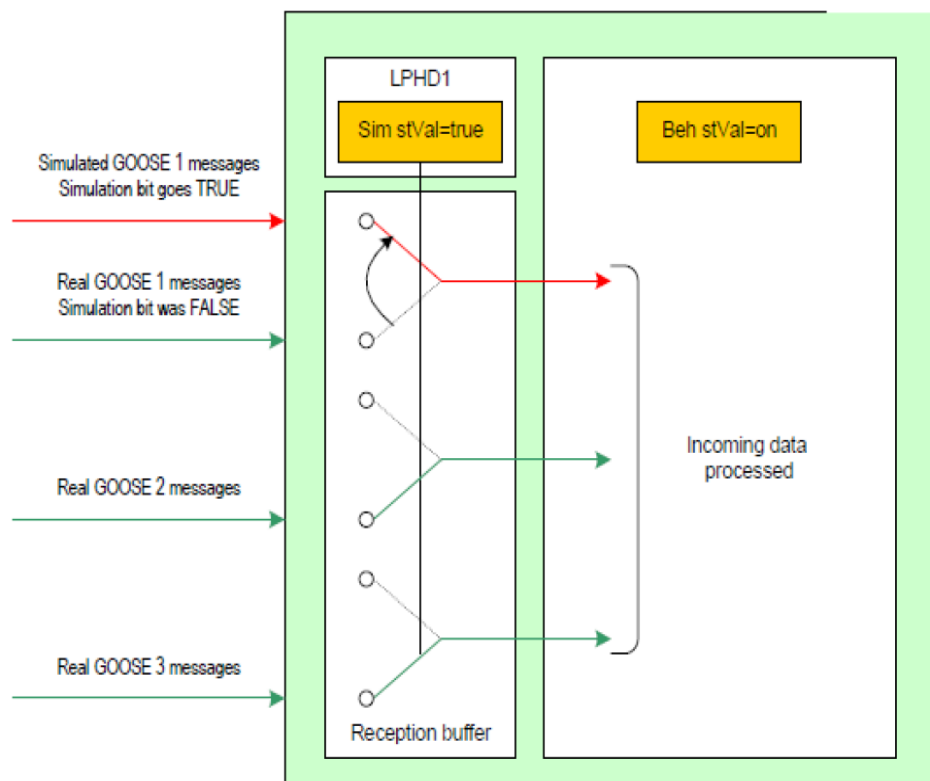 LPHD1
Sim stVal=true
Beh stVal=on
Simulated GOOSE 1 messages
Simulation bit goes TRUE
Real GOOSE 1 messages
Simulation bit was FALSE
Real GOOSE 2 messages
Incoming data
processed
Real GOOSE 3 messages
Reception buffer